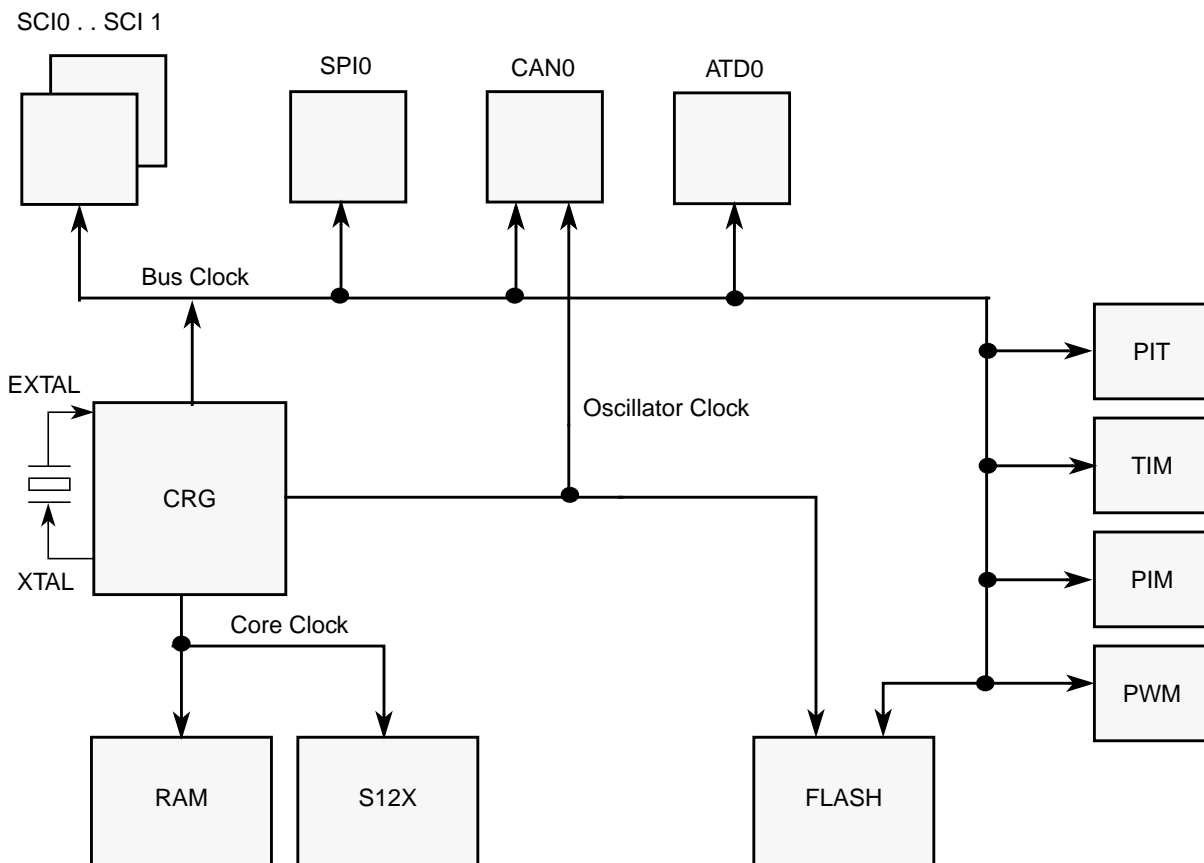 SCI0 . . SCI 1
SPI0
CAN0
ATD0
Bus Clock
PIT
EXTAL
Oscillator Clock
TIM
CRG
XTAL
PIM
Core Clock
PWM
RAM
S12X
FLASH